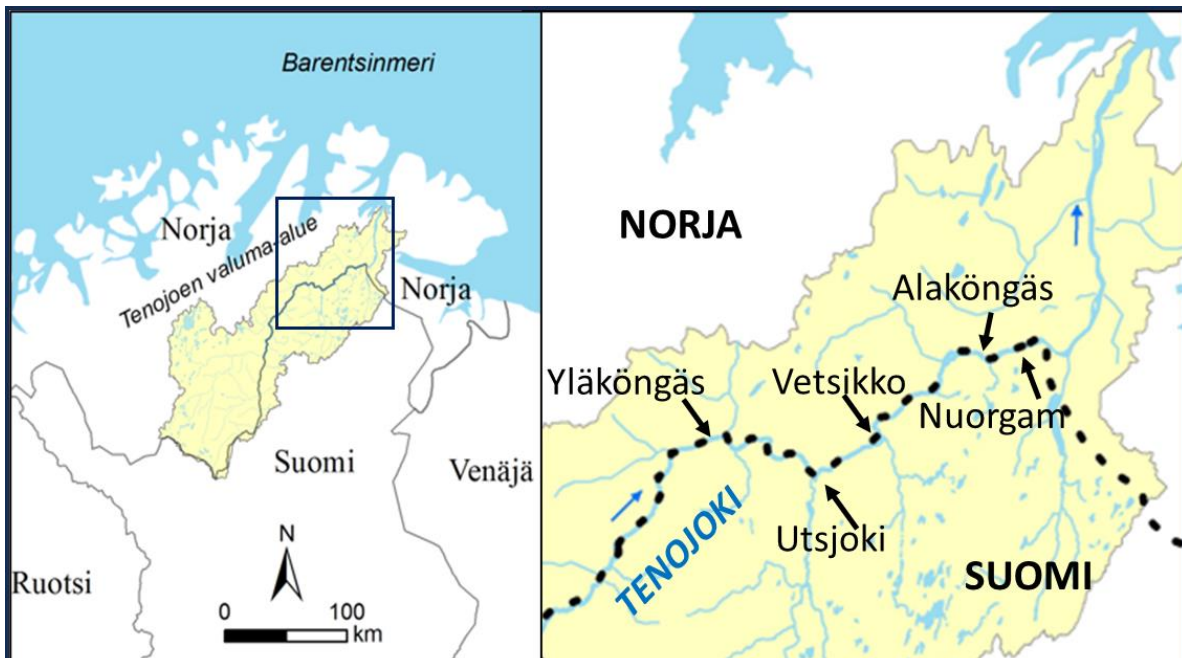 Barentsinmeri
Norja
Tenojoen valuma-alue
Norja
Suomi
Venäjä
Ruotsi
N
0 100
km
NORJA
Alaköngäs
Yläköngäs
Vetsikko
Nuorgam
TENOJOKI
Utsjoki
SUOMI